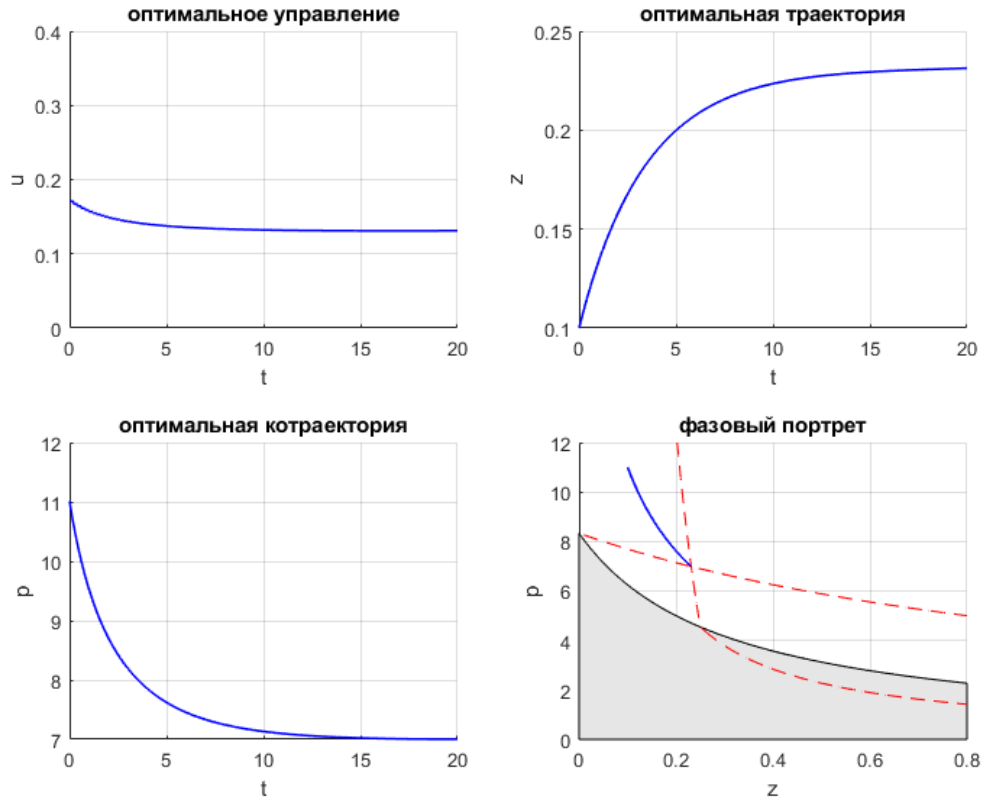 оптимальное управление
0.4
0.3
0.2
0.1
0
u
0 5 10 15 20
t
оптимальная траектория
0.25
0.2
0.15
0.1
z
0 5 10 15 20
t
оптимальная котраектория
12
11
10
9
8
7
p
0 5 10 15 20
t
фазовый портрет
12
10
8
6
4
2
0
p
0 0.2 0.4 0.6 0.8
z